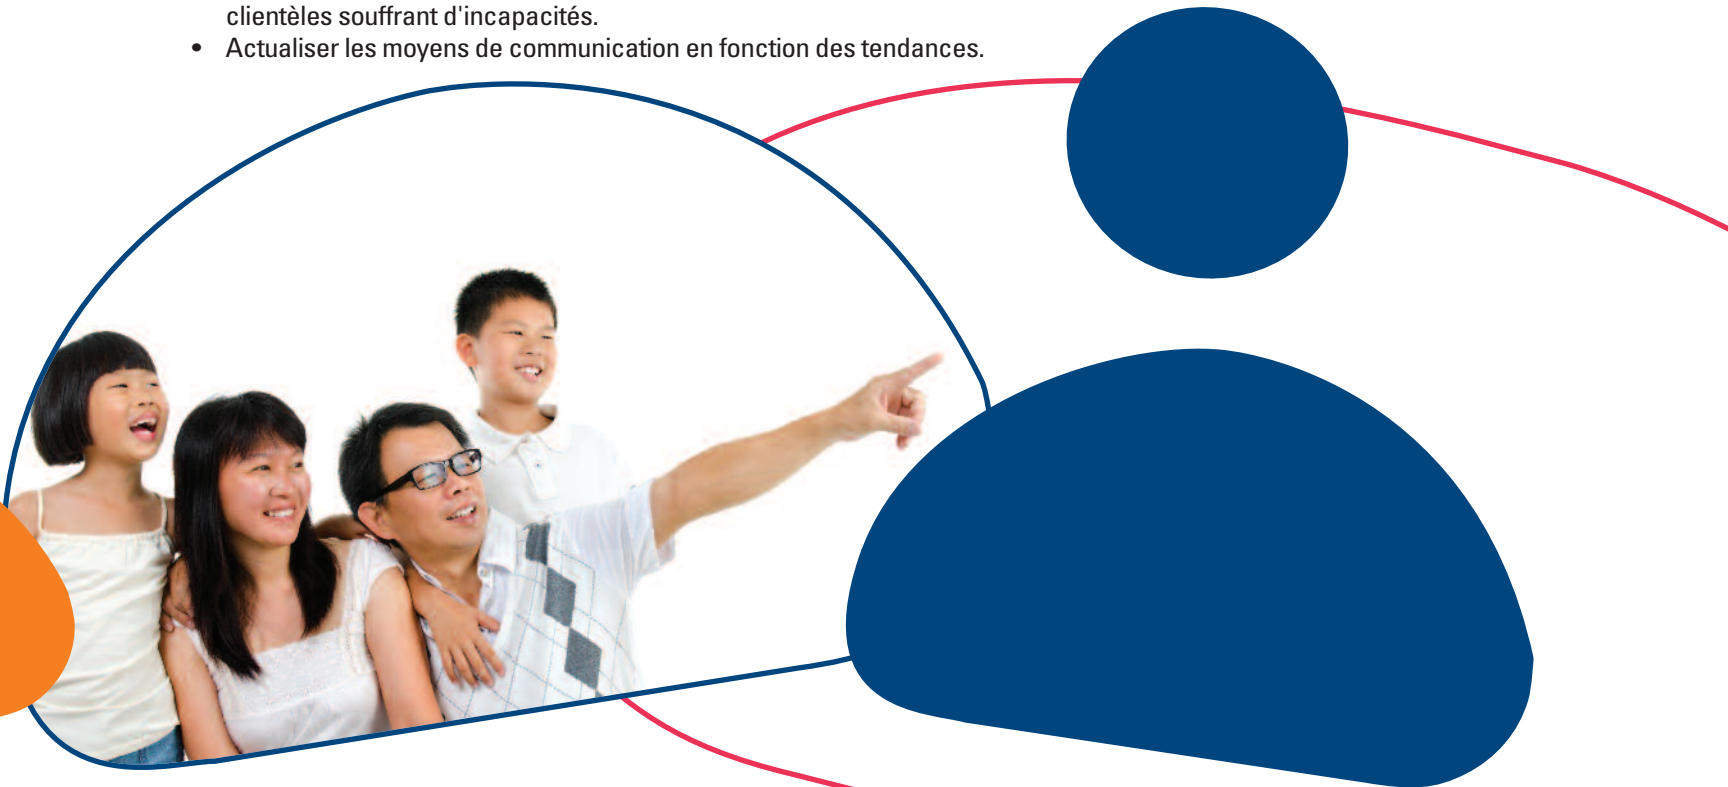 clientèles souffrant d'incapacités.
• Actualiser les moyens de communication en fonction des tendances.